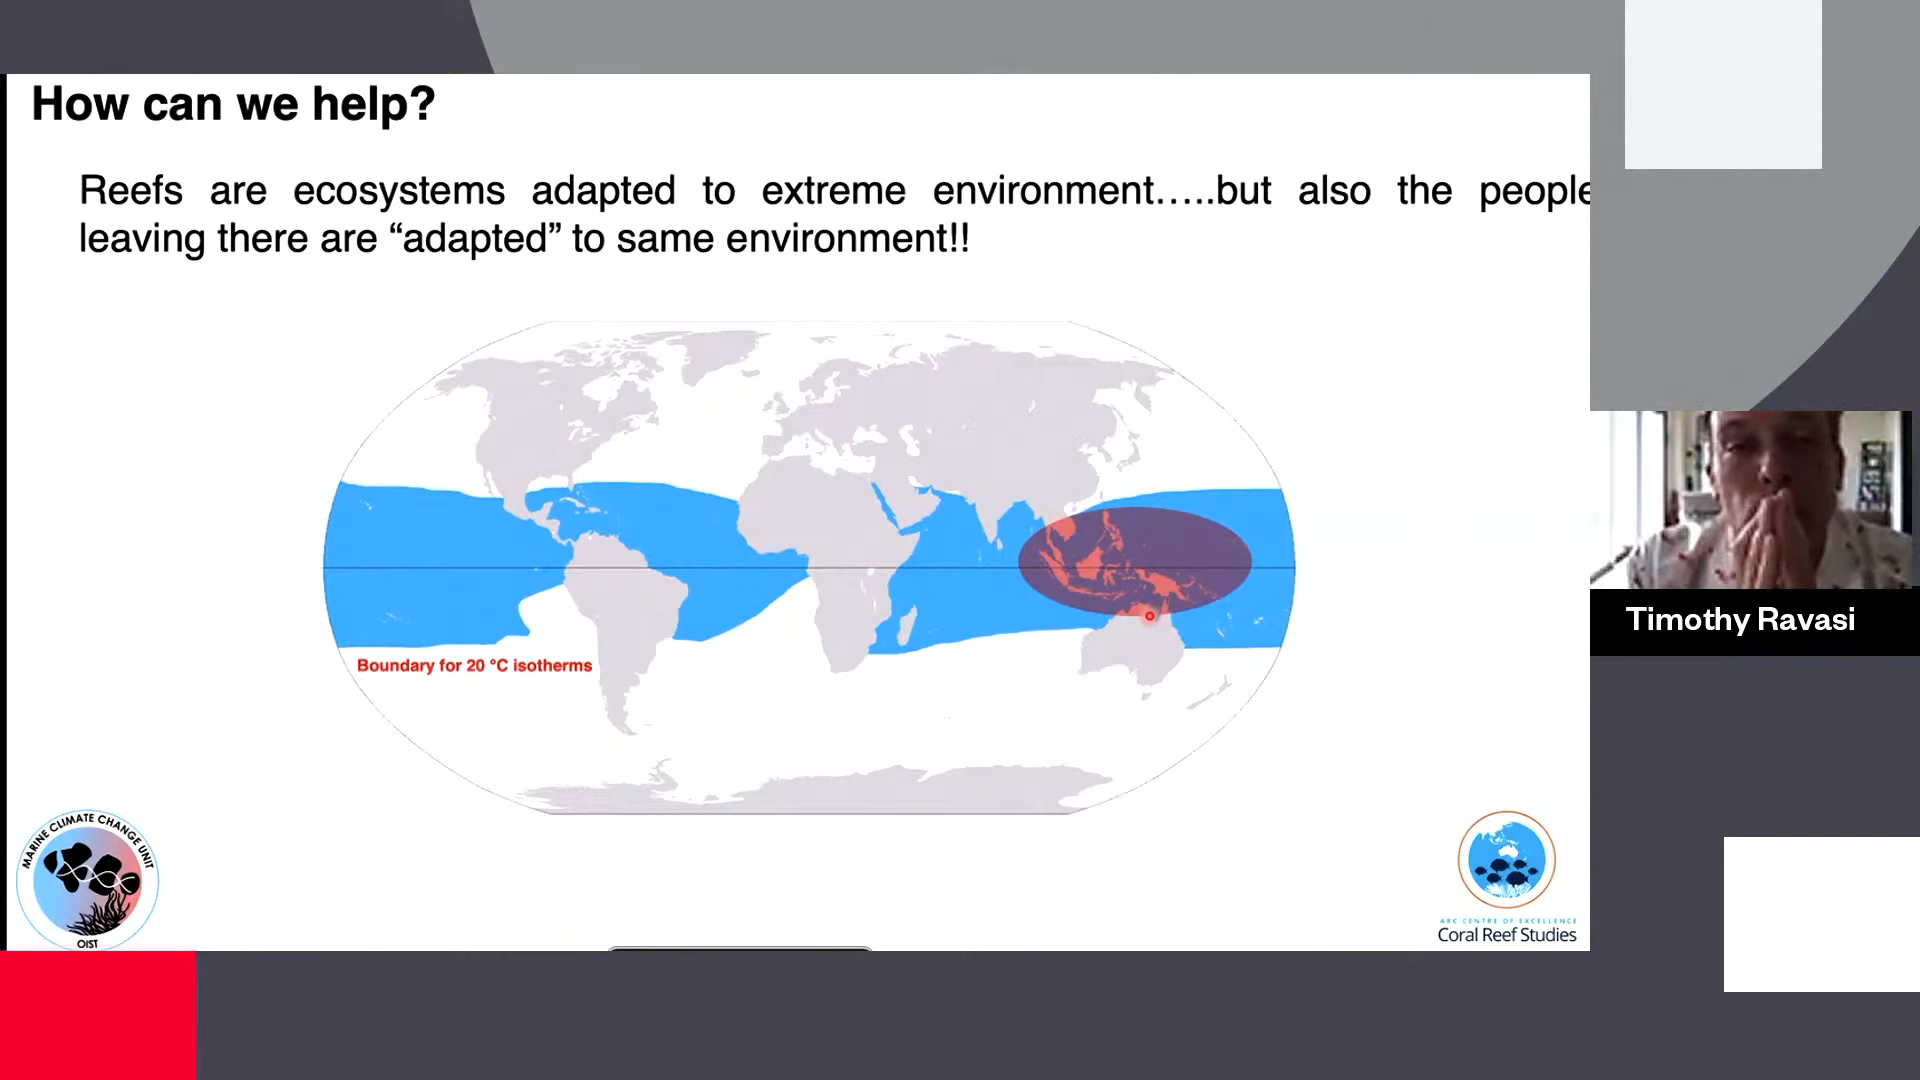 How can we help?
Reefs are ecosystems adapted to extreme environment.....but also the people
leaving there are “adapted” to same environment!!
Boundary for 20 °C isotherms
Timothy Ravasi
MARINE CLIMATE CHANGE UNIT
OIST
ARC CENTRE OF EXCELLENCE
Coral Reef Studies